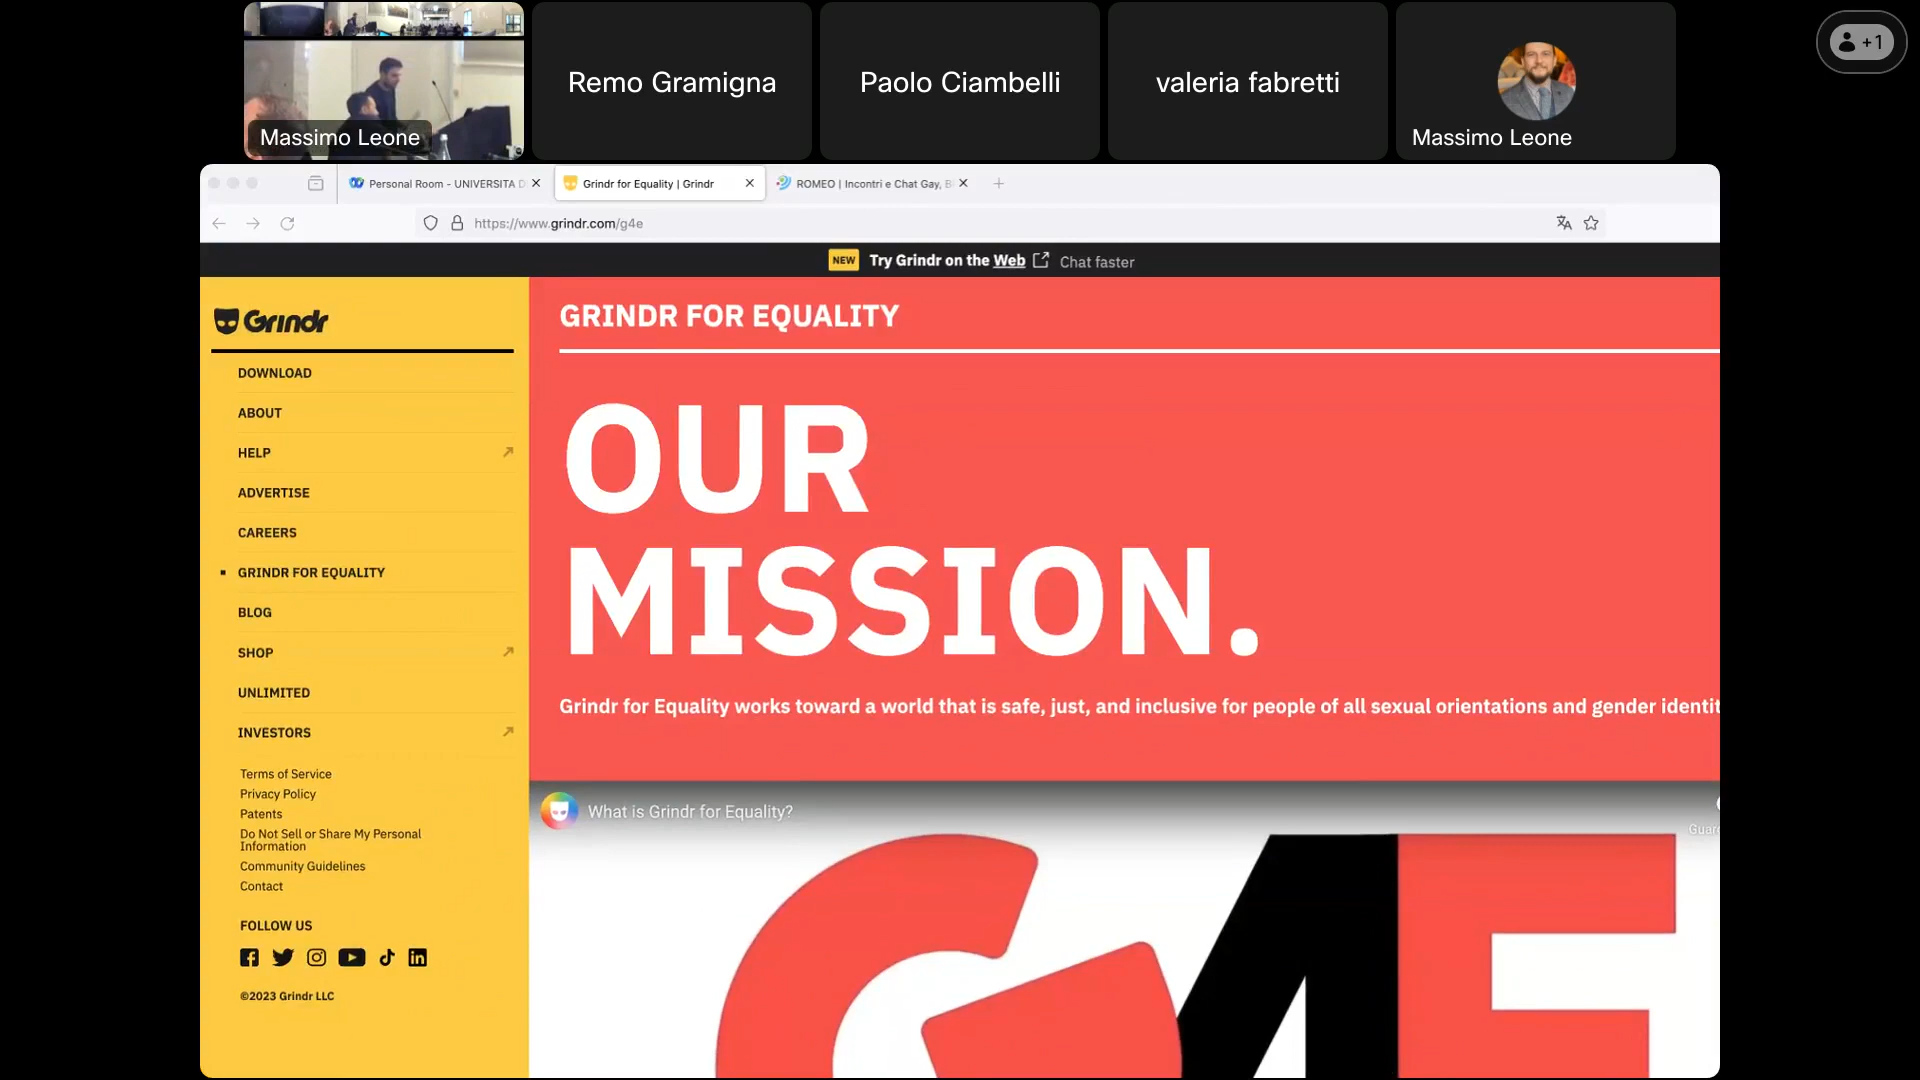 Massimo Leone
Remo Gramigna
Paolo Ciambelli
valeria fabretti
Massimo Leone
+1
Personal Room - UNIVERSITA D
Grindr for Equality | Grindr
ROMEO | Incontri e Chat Gay, B
https://www.grindr.com/g4e
NEW Try Grindr on the Web Chat faster
Grindr
DOWNLOAD
ABOUT
HELP
ADVERTISE
CAREERS
GRINDR FOR EQUALITY
BLOG
SHOP
UNLIMITED
INVESTORS
Terms of Service
Privacy Policy
Patents
Do Not Sell or Share My Personal
Information
Community Guidelines
Contact
FOLLOW US
©2023 Grindr LLC
GRINDR FOR EQUALITY
OUR
MISSION.
Grindr for Equality works toward a world that is safe, just, and inclusive for people of all sexual orientations and gender identit
What is Grindr for Equality?
G4E